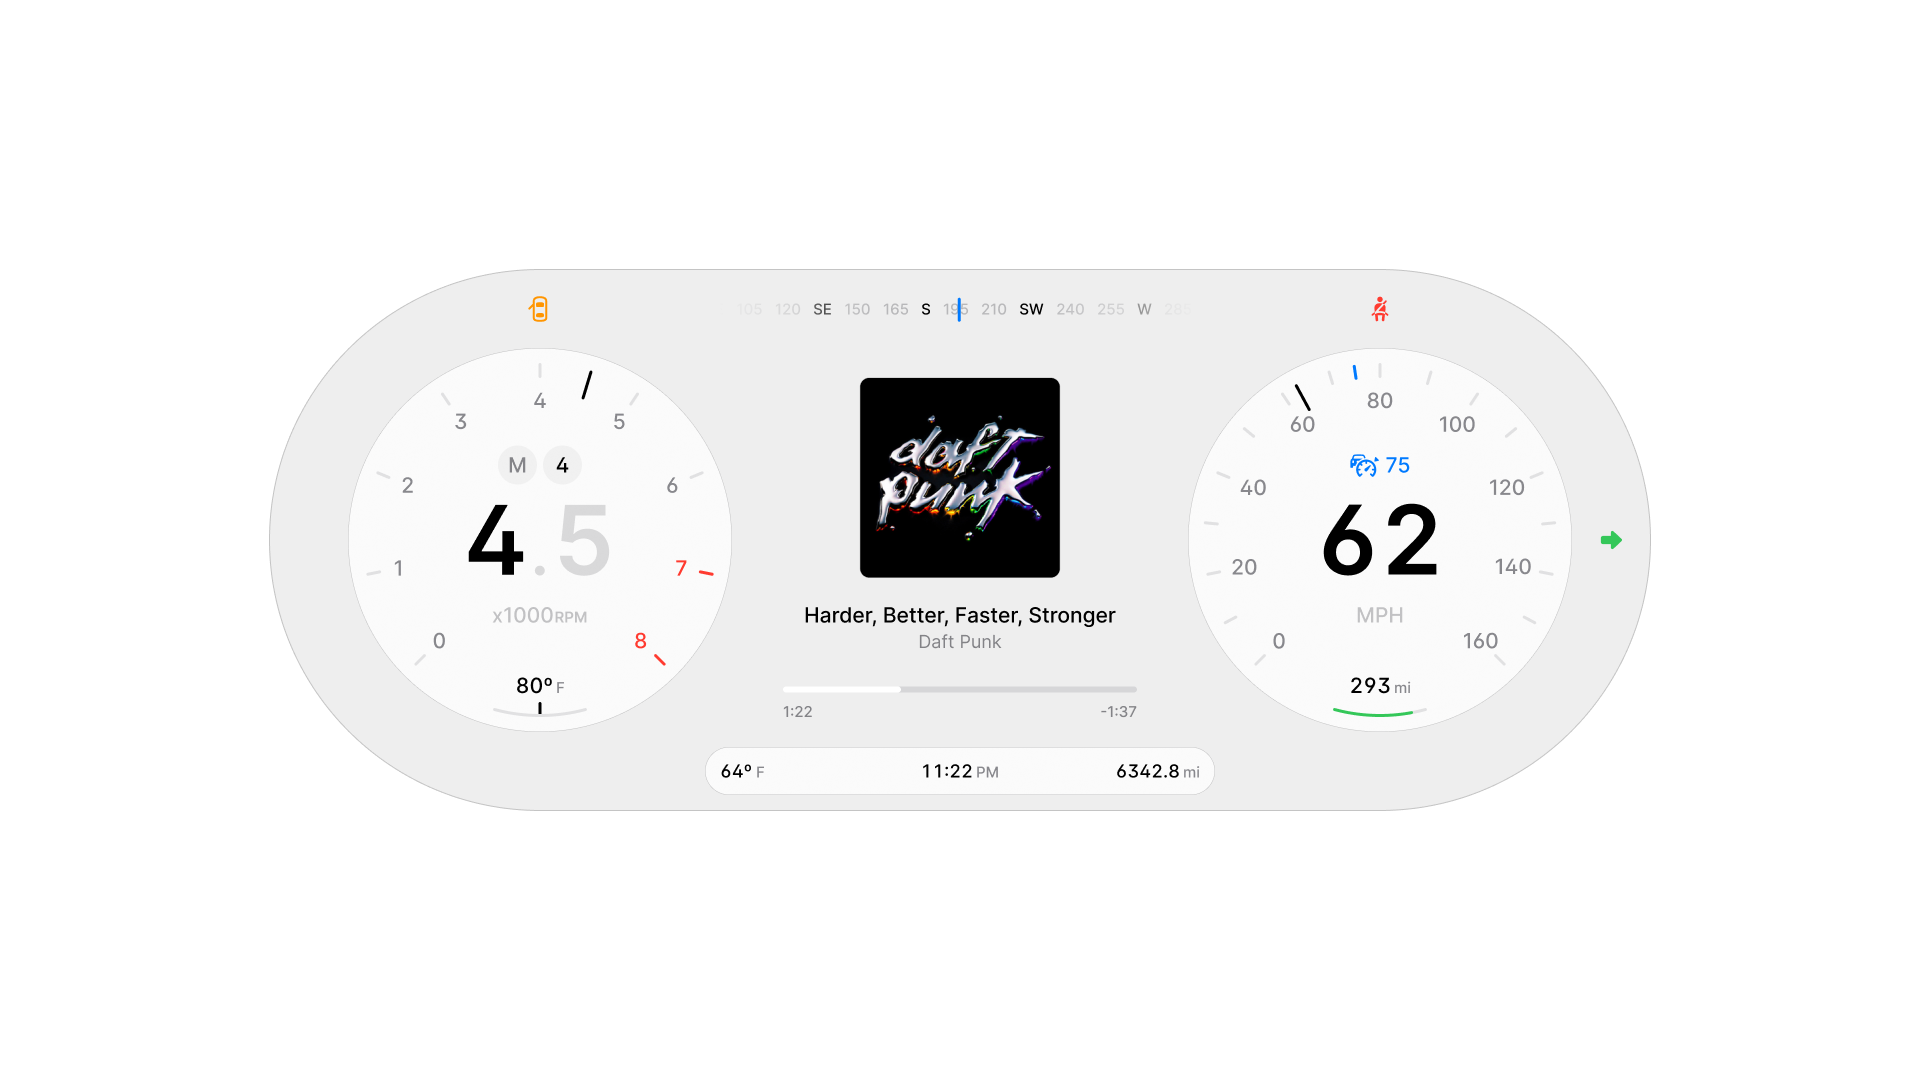 105 120 SE 150 165 S 195 210 SW 240 255 W 285
0
1
2
3
4
5
6
7
8
M 4
4.5
x1000RPM
80º F
daft
punk
Harder, Better, Faster, Stronger
Daft Punk
1:22 -1:37
64º F 11:22 PM 6342.8 mi
0
20
40
60
80
100
120
140
160
75
62
MPH
293 mi